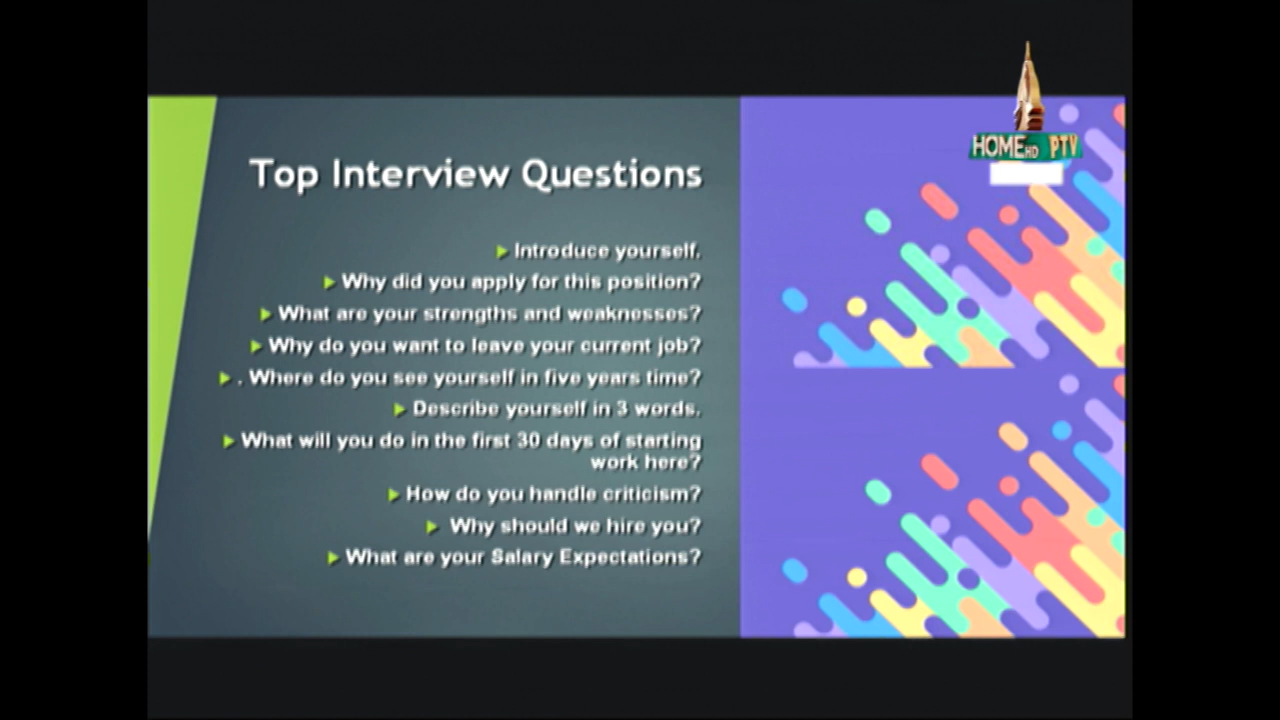 HOME HD PTV
Top Interview Questions
Introduce yourself.
Why did you apply for this position?
What are your strengths and weaknesses?
Why do you want to leave your current job?
. Where do you see yourself in five years time?
Describe yourself in 3 words.
What will you do in the first 30 days of starting
work here?
How do you handle criticism?
Why should we hire you?
What are your Salary Expectations?